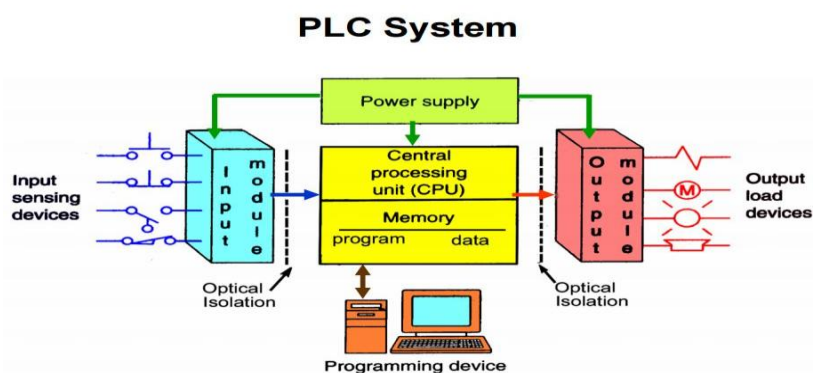 PLC System
Power supply
Input
sensing
devices
Input
module
Central
processing
unit (CPU)
Memory
program data
Output
module
M
Output
load
devices
Optical
Isolation
Optical
Isolation
Programming device